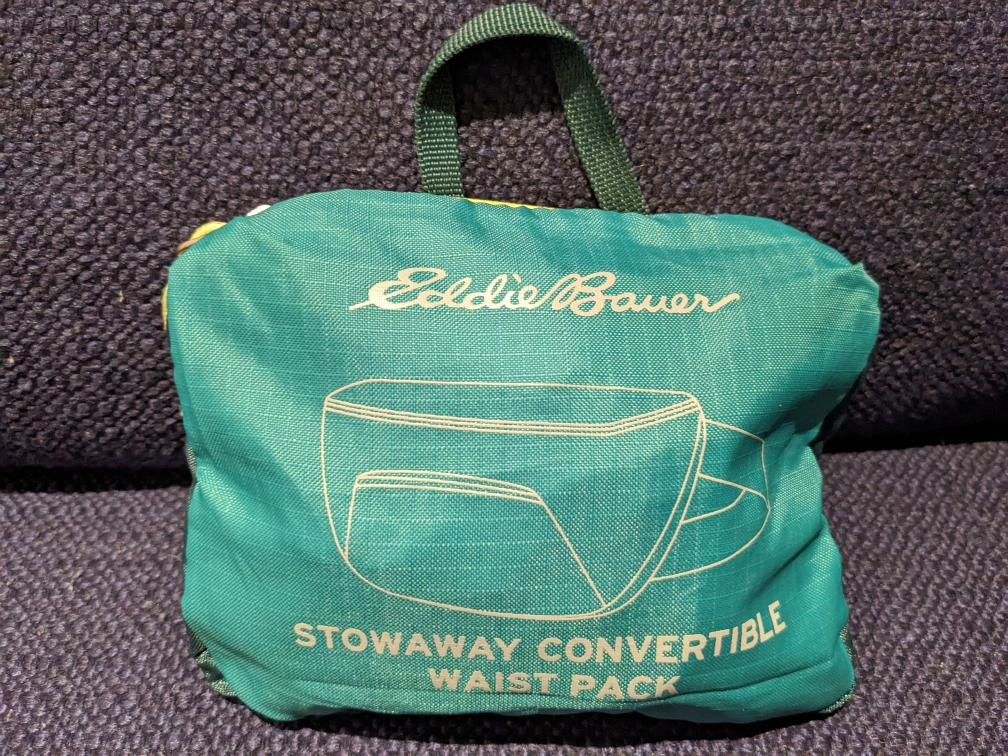 Eddie Bauer
STOWAWAY CONVERTIBLE
WAIST PACK